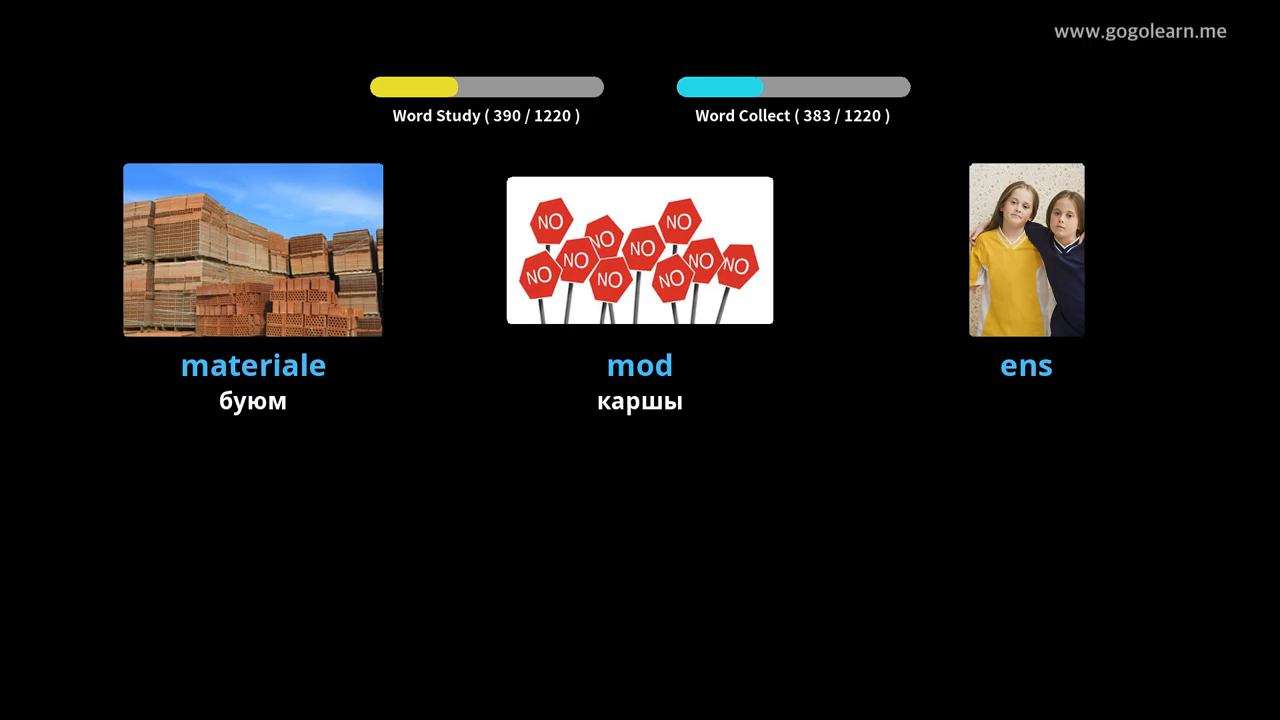 www.gogolearn.me
Word Study ( 390 / 1220 )
Word Collect ( 383 / 1220 )
NO
NO
NO
NO
NO
NO
NO
NO
NO
NO
materiale
буюм
mod
каршы
ens